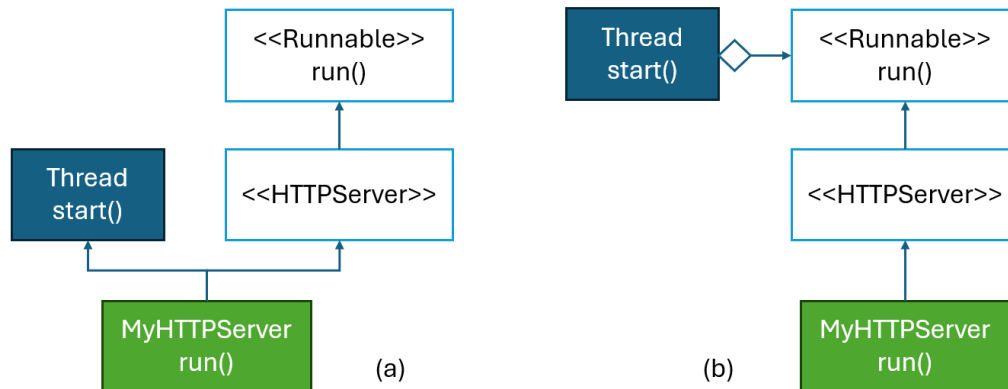 <<Runnable>>
run()
Thread
start()
<<HTTPServer>>
MyHTTPServer
run()
(a)
Thread
start()
<<Runnable>>
run()
<<HTTPServer>>
MyHTTPServer
run()
(b)